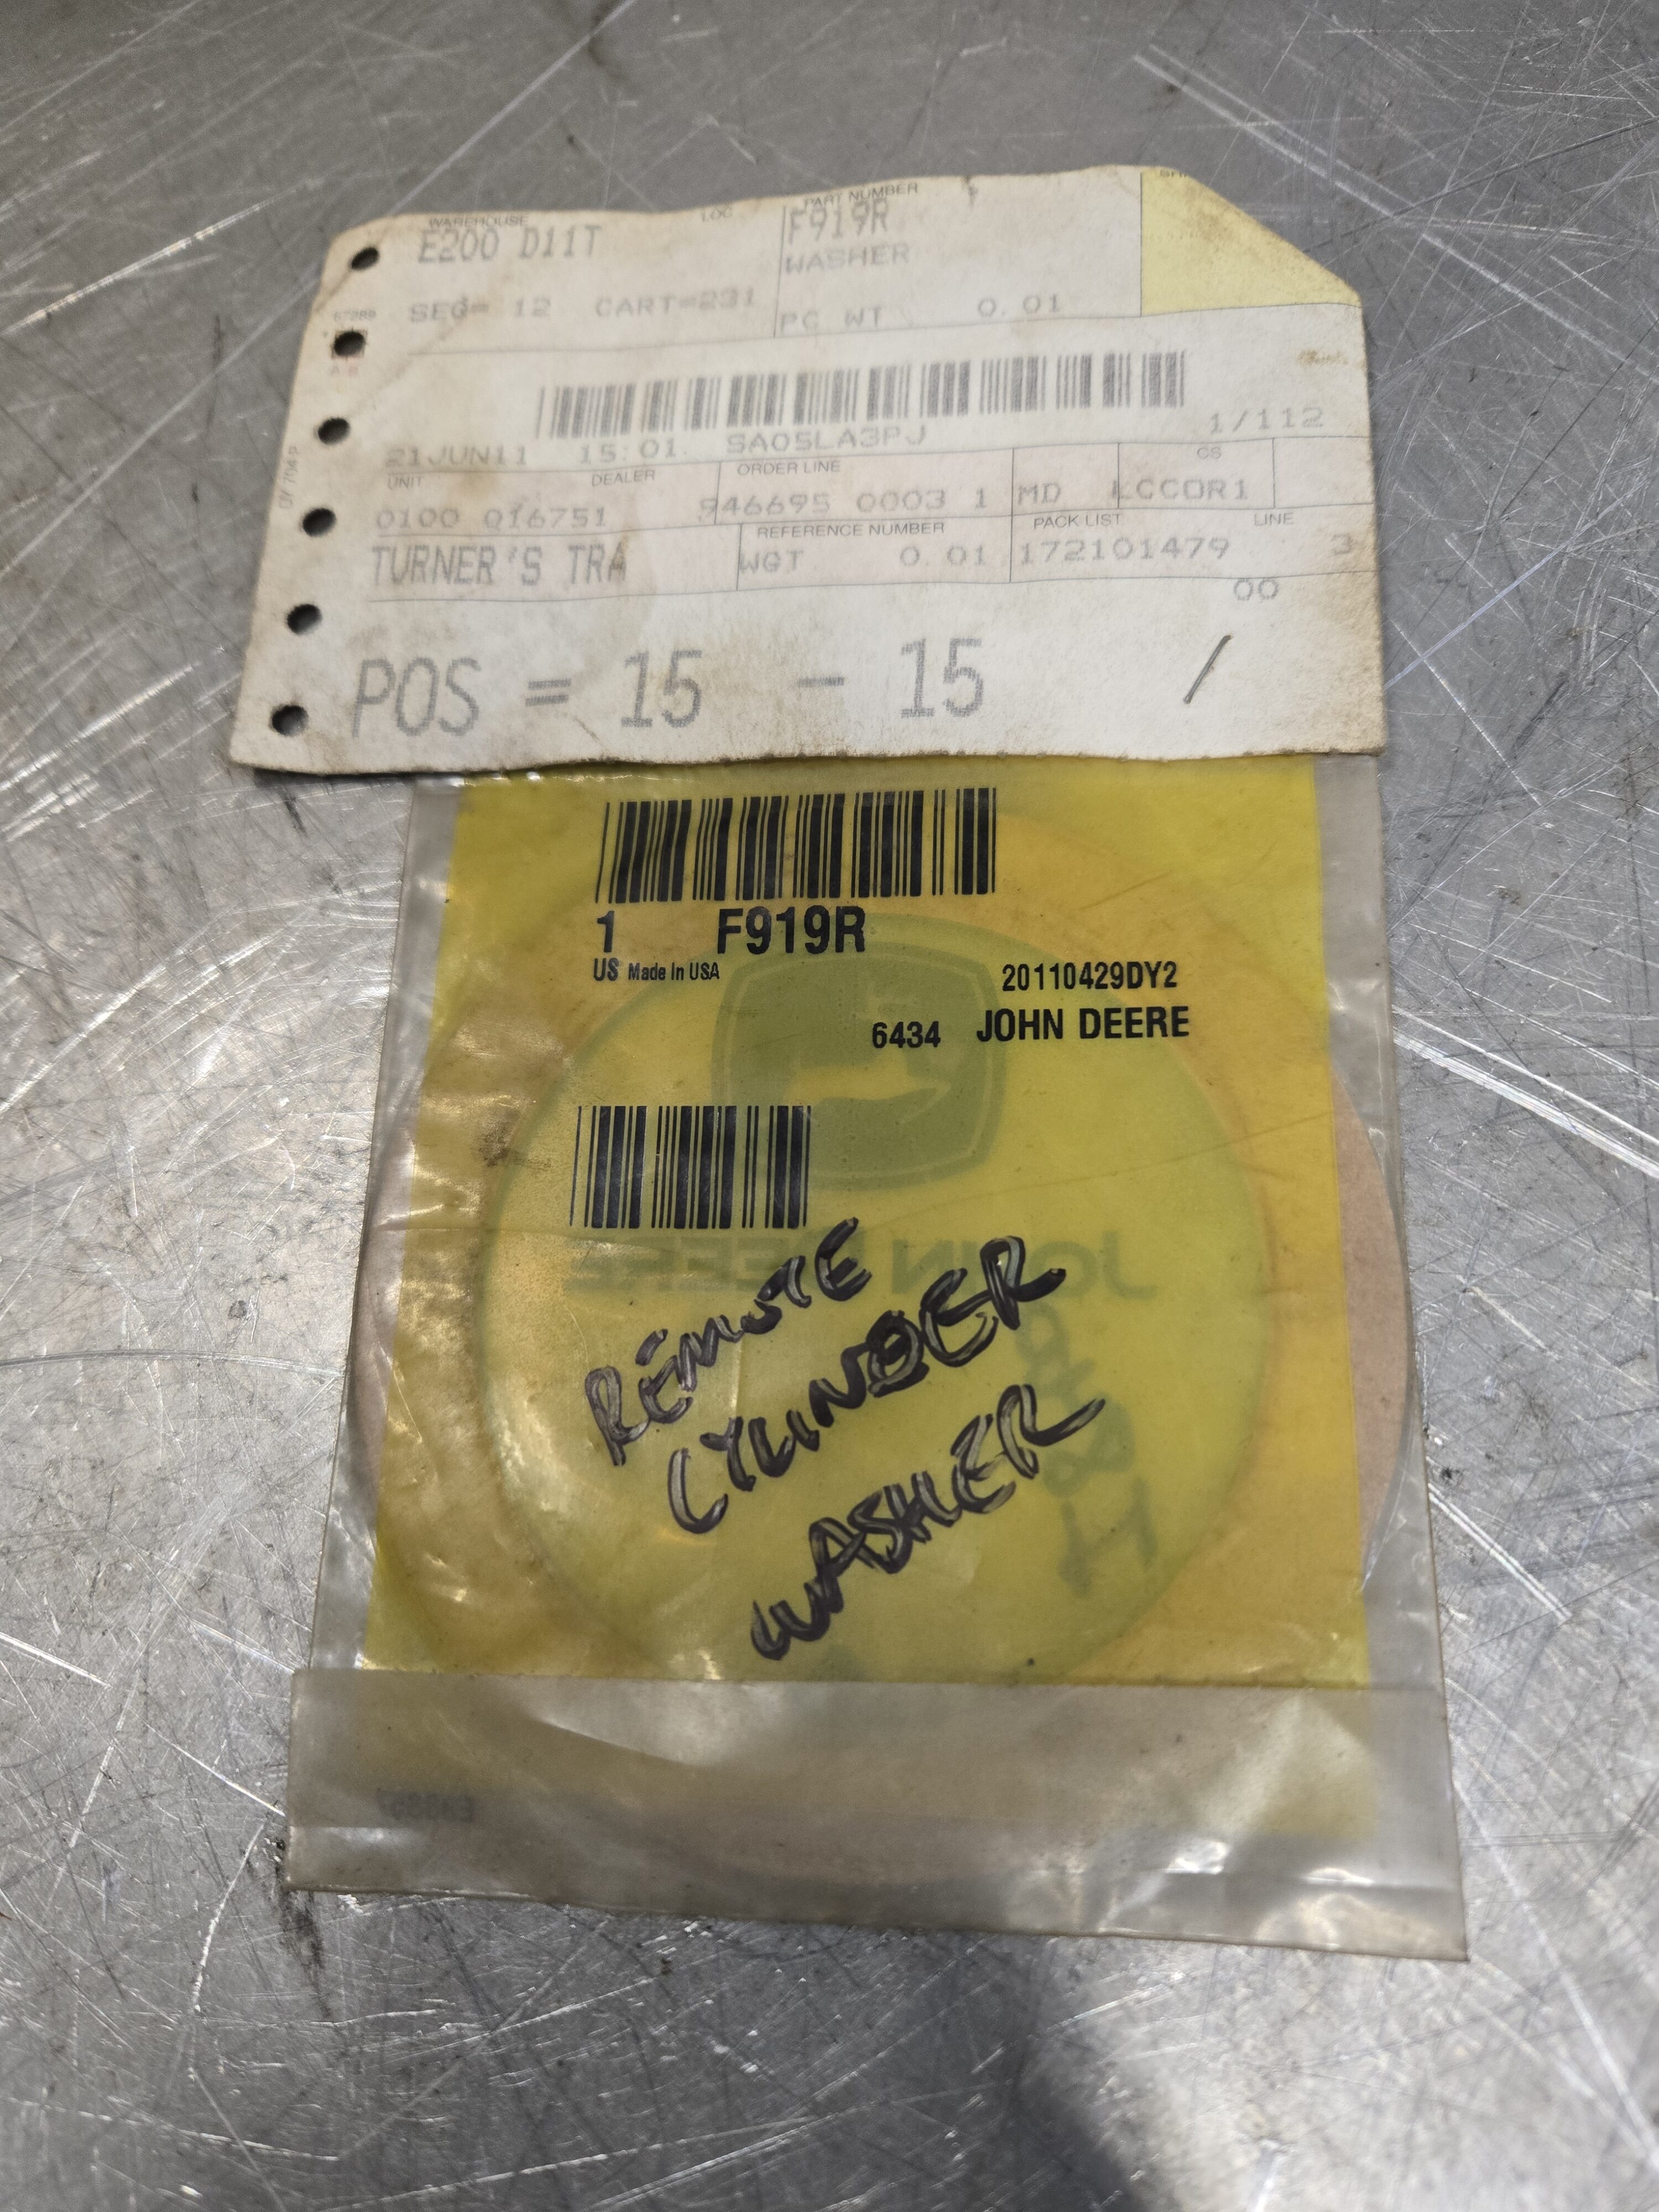 WAREHOUSE LOC PART NUMBER
E200 D11T F919R
WASHER
SEG= 12 CART=231 PC WT 0.01
21JUN11 15:01 SA05LA3PJ 1/112
UNIT DEALER ORDER LINE CS
0100 016751 946695 0003 1 MD LCCOR1
REFERENCE NUMBER PACK LIST LINE
TURNER'S TRA WGT 0.01 172101479 3
00
POS = 15 - 15 /
1 F919R
US Made In USA 20110429DY2
6434 JOHN DEERE
JOHN DEERE
REMOTE
CYLINDER
WASHER